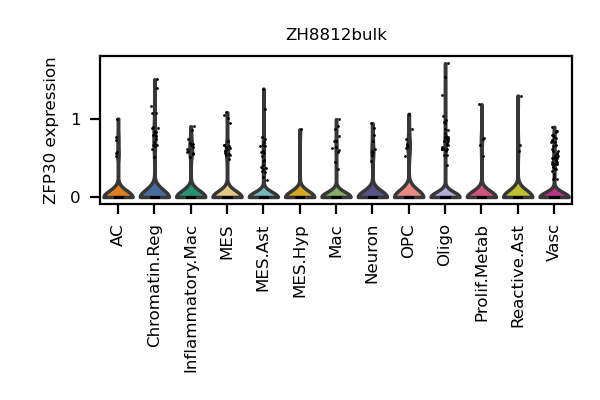 ZH8812bulk
ZFP30 expression
1
0
AC
Chromatin.Reg
Inflammatory.Mac
MES
MES.Ast
MES.Hyp
Mac
Neuron
OPC
Oligo
Prolif.Metab
Reactive.Ast
Vasc